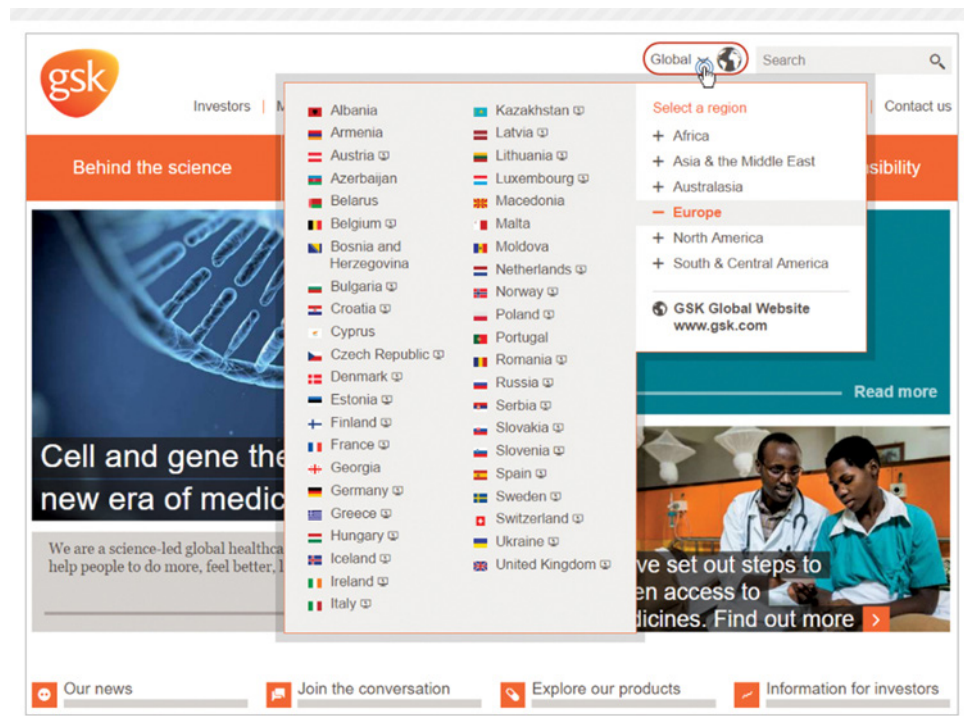 gsk
Global
Search
Investors
Contact us
Behind the science
sibility
Albania
Armenia
Austria
Azerbaijan
Belarus
Belgium
Bosnia and
Herzegovina
Bulgaria
Croatia
Cyprus
Czech Republic
Denmark
Estonia
Finland
France
Georgia
Germany
Greece
Hungary
Iceland
Ireland
Italy
Kazakhstan
Latvia
Lithuania
Luxembourg
Macedonia
Malta
Moldova
Netherlands
Norway
Poland
Portugal
Romania
Russia
Serbia
Slovakia
Slovenia
Spain
Sweden
Switzerland
Ukraine
United Kingdom
Select a region
+ Africa
+ Asia & the Middle East
+ Australasia
– Europe
+ North America
+ South & Central America
GSK Global Website
www.gsk.com
Read more
Cell and gene the
new era of medic
We are a science-led global healthca
help people to do more, feel better, l
ve set out steps to
en access to
dicines. Find out more
Our news
Join the conversation
Explore our products
Information for investors